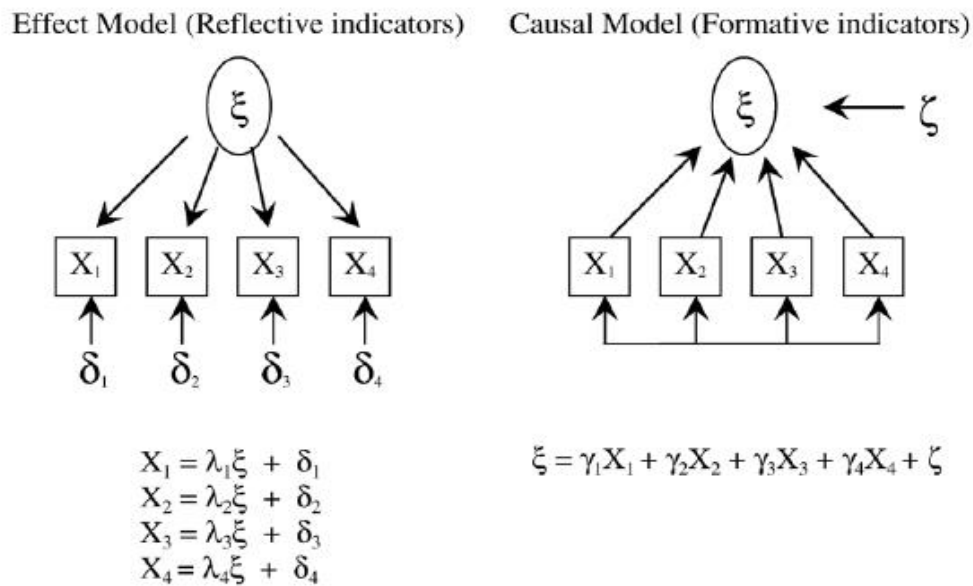 Effect Model (Reflective indicators)
ξ
X₁ X₂ X₃ X₄
δ₁ δ₂ δ₃ δ₄
X₁ = λ₁ξ + δ₁
X₂ = λ₂ξ + δ₂
X₃ = λ₃ξ + δ₃
X₄ = λ₄ξ + δ₄
Causal Model (Formative indicators)
ξ ζ
X₁ X₂ X₃ X₄
ξ = γ₁X₁ + γ₂X₂ + γ₃X₃ + γ₄X₄ + ζ